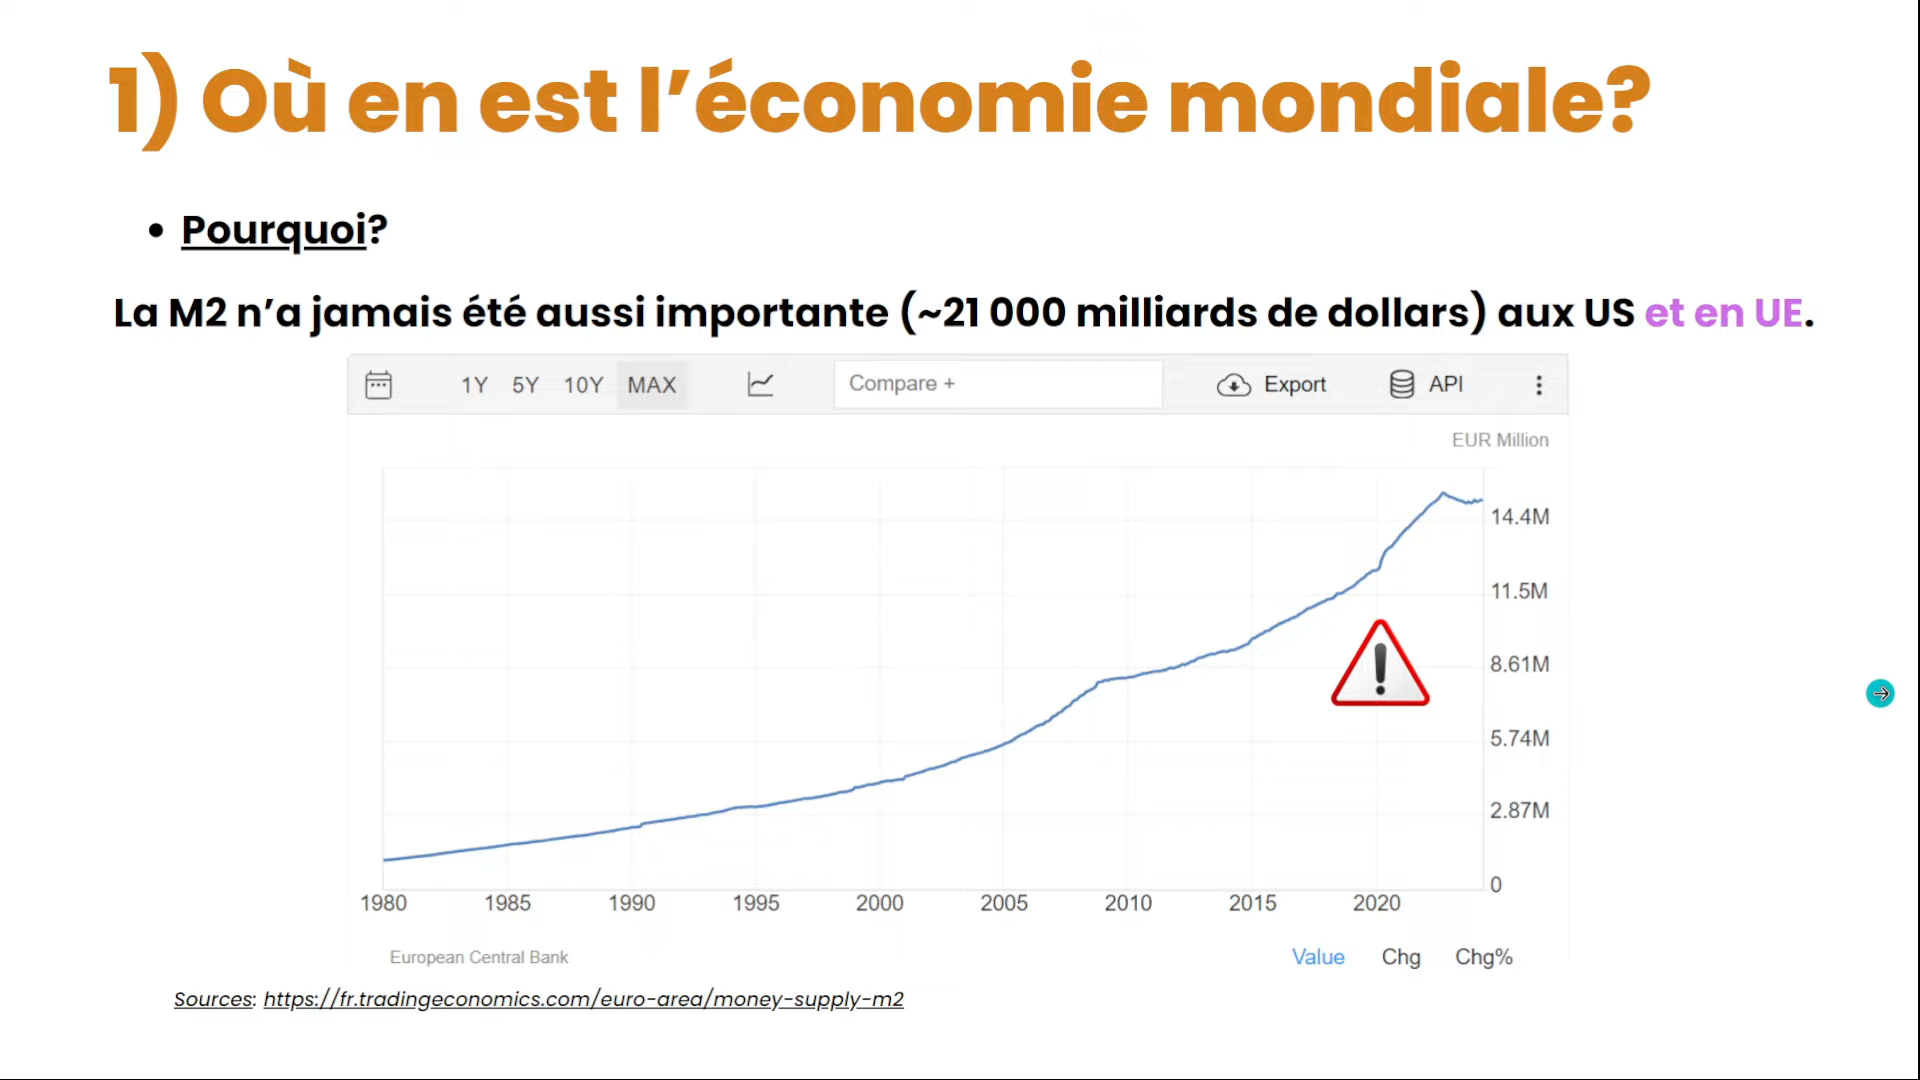 1) Où en est l’économie mondiale?
Pourquoi?
La M2 n’a jamais été aussi importante (~21 000 milliards de dollars) aux US et en UE.
1Y 5Y 10Y MAX Compare + Export API
EUR Million
14.4M
11.5M
8.61M
5.74M
2.87M
0
1980 1985 1990 1995 2000 2005 2010 2015 2020
European Central Bank Value Chg Chg%
Sources: https://fr.tradingeconomics.com/euro-area/money-supply-m2